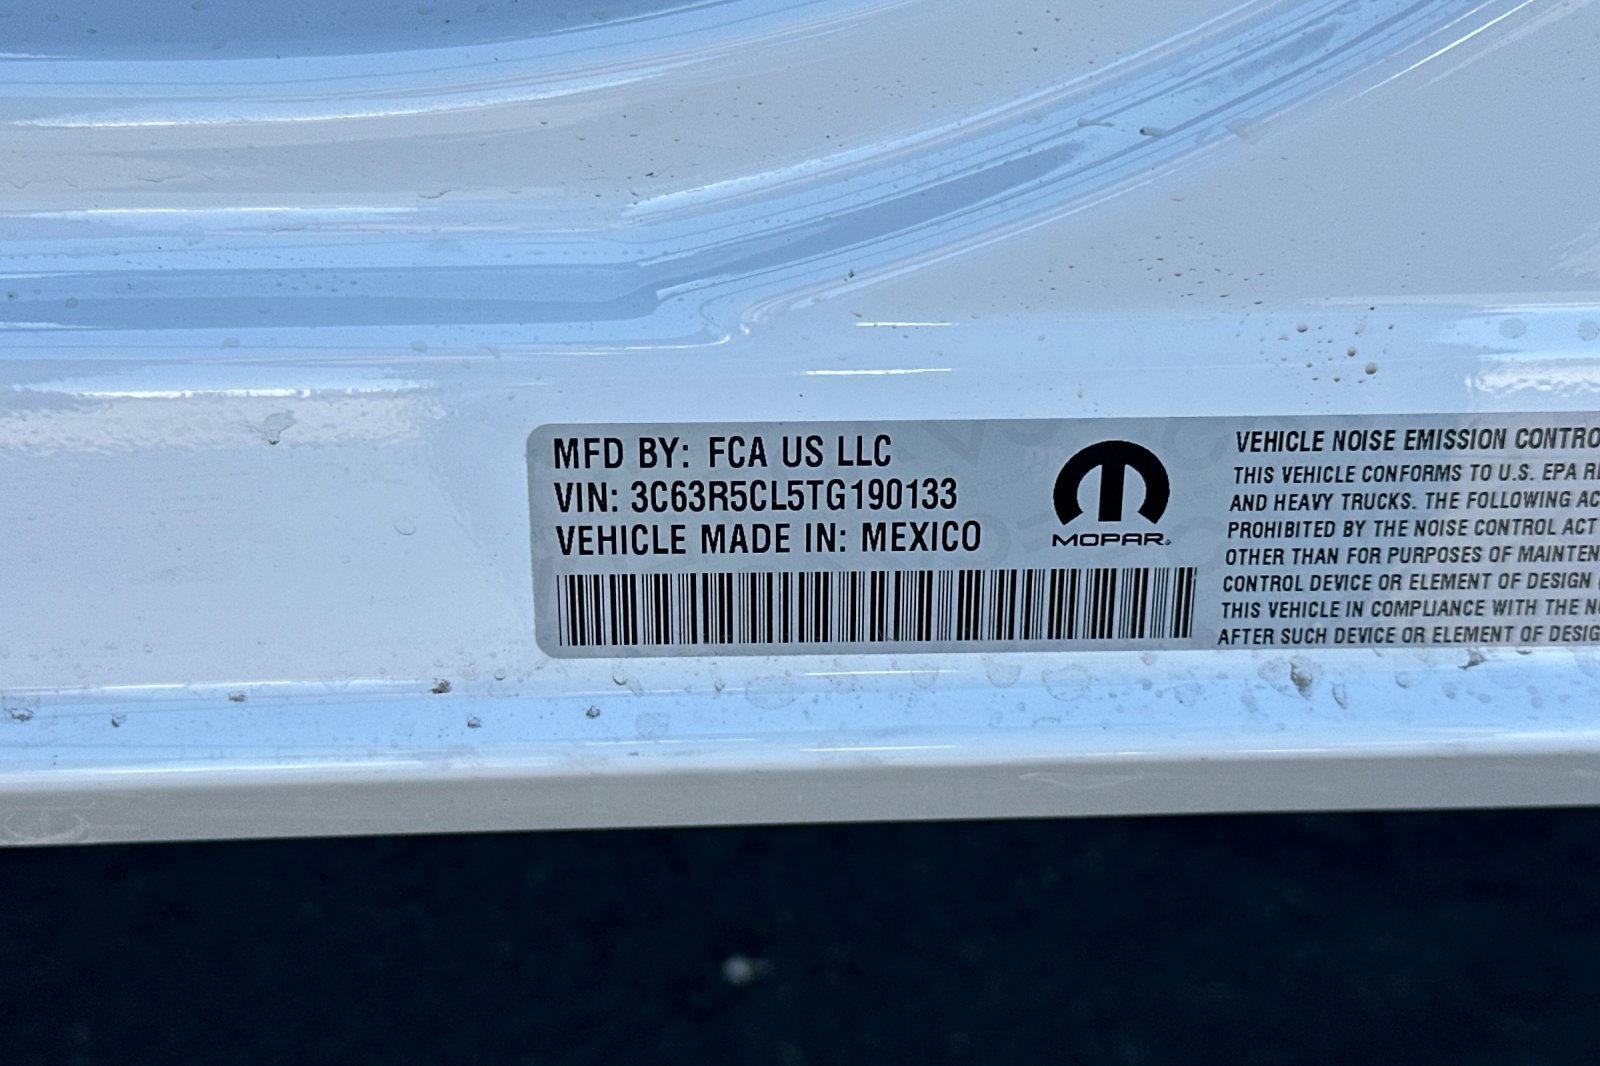 MFD BY: FCA US LLC
VIN: 3C63R5CL5TG190133
VEHICLE MADE IN: MEXICO
MOPAR
VEHICLE NOISE EMISSION CONTRO
THIS VEHICLE CONFORMS TO U.S. EPA RE
AND HEAVY TRUCKS. THE FOLLOWING AC
PROHIBITED BY THE NOISE CONTROL ACT
OTHER THAN FOR PURPOSES OF MAINTEN
CONTROL DEVICE OR ELEMENT OF DESIGN
THIS VEHICLE IN COMPLIANCE WITH THE NO
AFTER SUCH DEVICE OR ELEMENT OF DESIG